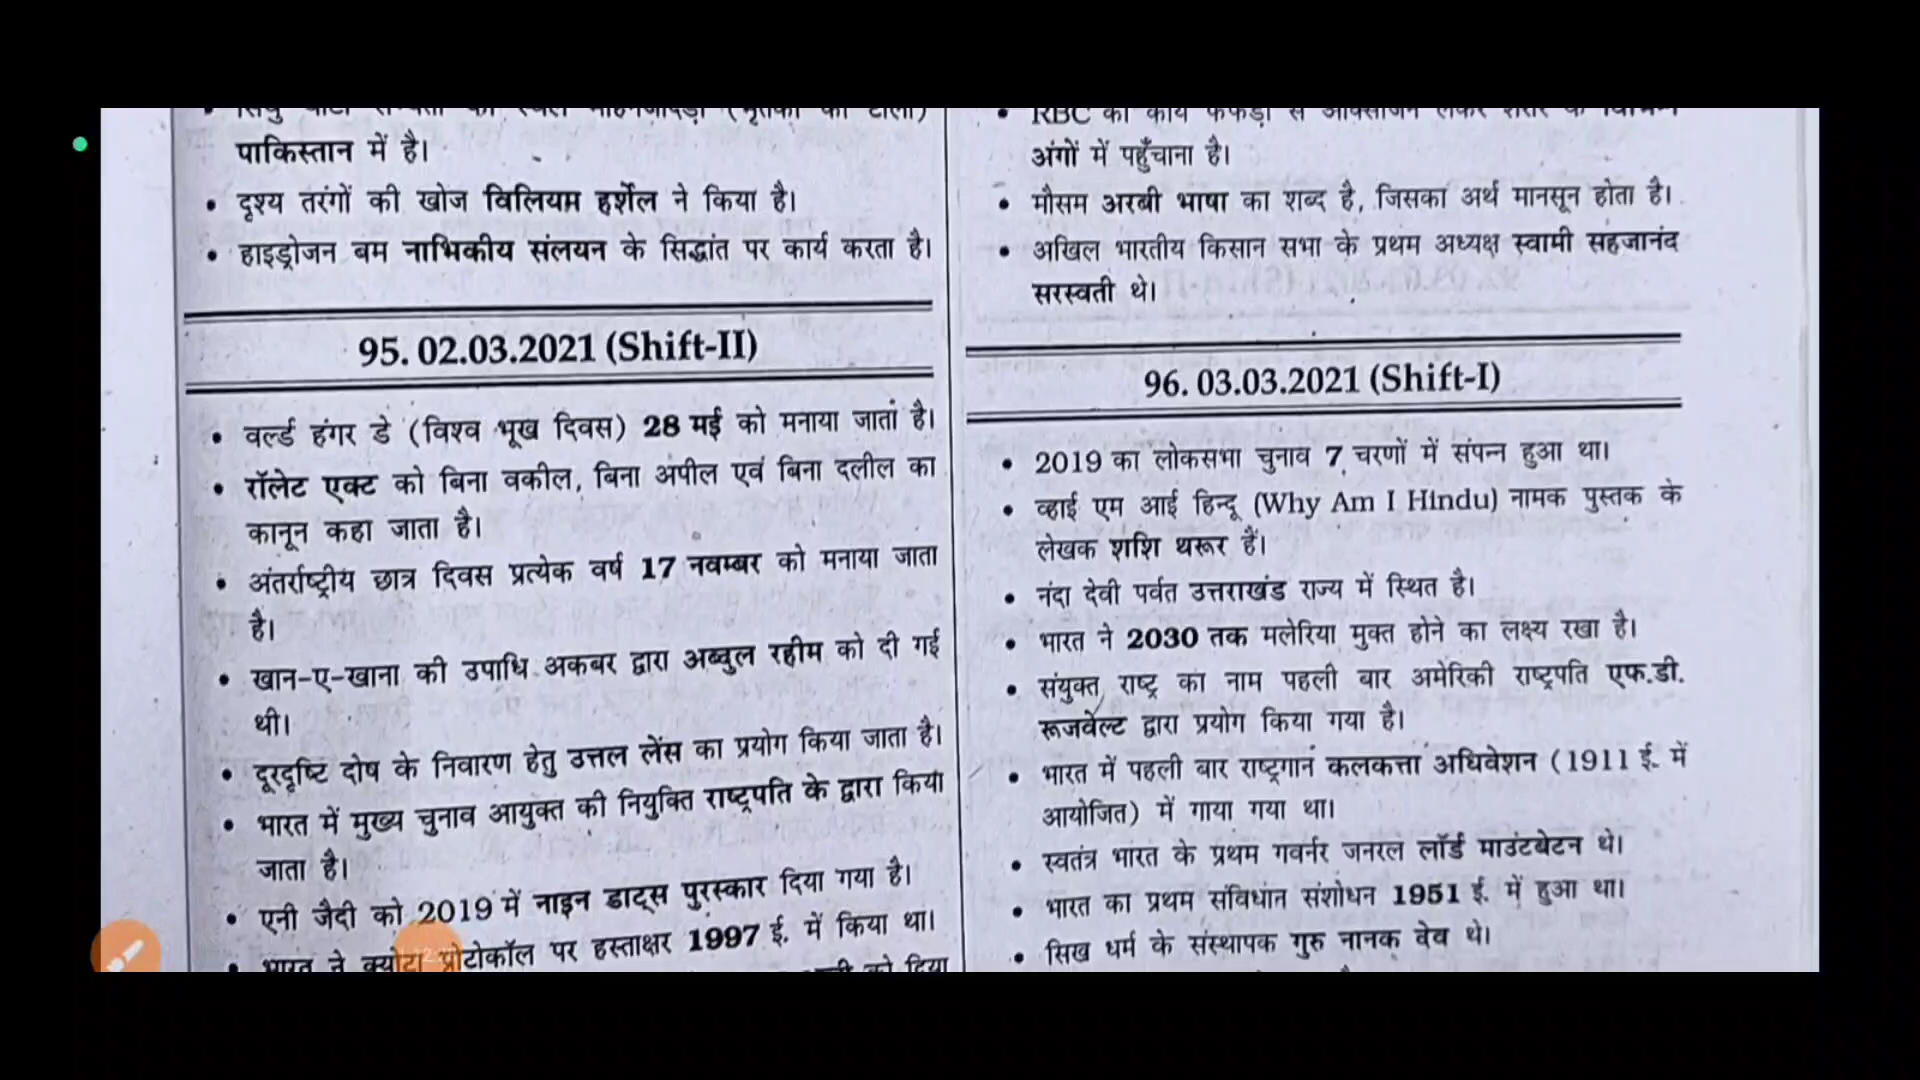 पाकिस्तान में है।
• दृश्य तरंगों की खोज विलियम हर्शेल ने किया है।
• हाइड्रोजन बम नाभिकीय संलयन के सिद्धांत पर कार्य करता है।
95. 02.03.2021 (Shift-II)
• वर्ल्ड हंगर डे (विश्व भूख दिवस) 28 मई को मनाया जाता है।
• रॉलेट एक्ट को बिना वकील, बिना अपील एवं बिना दलील का
कानून कहा जाता है।
• अंतर्राष्ट्रीय छात्र दिवस प्रत्येक वर्ष 17 नवम्बर को मनाया जाता
है।
• खान-ए-खाना की उपाधि अकबर द्वारा अब्दुल रहीम को दी गई
थी।
• दूरदृष्टि दोष के निवारण हेतु उत्तल लेंस का प्रयोग किया जाता है।
• भारत में मुख्य चुनाव आयुक्त की नियुक्ति राष्ट्रपति के द्वारा किया
जाता है।
• एनी जैदी को 2019 में नाइन डाट्स पुरस्कार दिया गया है।
• भारत ने क्योटा प्रोटोकॉल पर हस्ताक्षर 1997 ई. में किया था।
को दिया
• RBC का कार्य फेफड़ों से ऑक्सीजन लेकर शरीर के विभिन्न
अंगों में पहुँचाना है।
• मौसम अरबी भाषा का शब्द है, जिसका अर्थ मानसून होता है।
• अखिल भारतीय किसान सभा के प्रथम अध्यक्ष स्वामी सहजानंद
सरस्वती थे।
96. 03.03.2021 (Shift-I)
• 2019 का लोकसभा चुनाव 7 चरणों में संपन्न हुआ था।
• व्हाई एम आई हिन्दू (Why Am I Hindu) नामक पुस्तक के
लेखक शशि थरूर हैं।
• नंदा देवी पर्वत उत्तराखंड राज्य में स्थित है।
• भारत ने 2030 तक मलेरिया मुक्त होने का लक्ष्य रखा है।
• संयुक्त राष्ट्र का नाम पहली बार अमेरिकी राष्ट्रपति एफ.डी.
रूजवेल्ट द्वारा प्रयोग किया गया है।
• भारत में पहली बार राष्ट्रगान कलकत्ता अधिवेशन (1911 ई. में
आयोजित) में गाया गया था।
• स्वतंत्र भारत के प्रथम गवर्नर जनरल लॉर्ड माउंटबेटन थे।
• भारत का प्रथम संविधान संशोधन 1951 ई. में हुआ था।
• सिख धर्म के संस्थापक गुरु नानक देव थे।